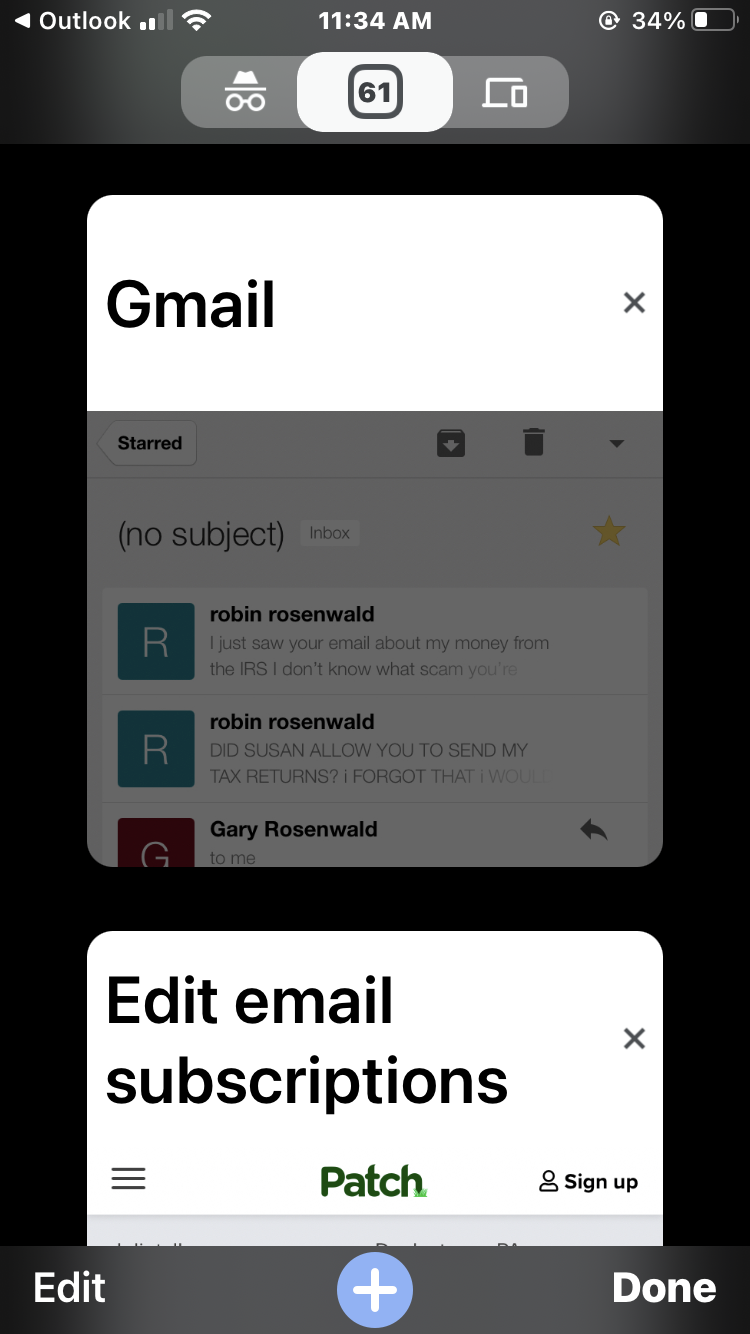 Outlook 11:34 AM 34%
61
Gmail
Starred
(no subject) Inbox
R robin rosenwald
I just saw your email about my money from
the IRS I don't know what scam you're
R robin rosenwald
DID SUSAN ALLOW YOU TO SEND MY
TAX RETURNS? i FORGOT THAT i WOUL
G Gary Rosenwald
to me
Edit email
subscriptions
Patch Sign up
Edit Done